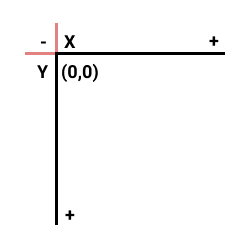 - X +
Y (0,0)
+